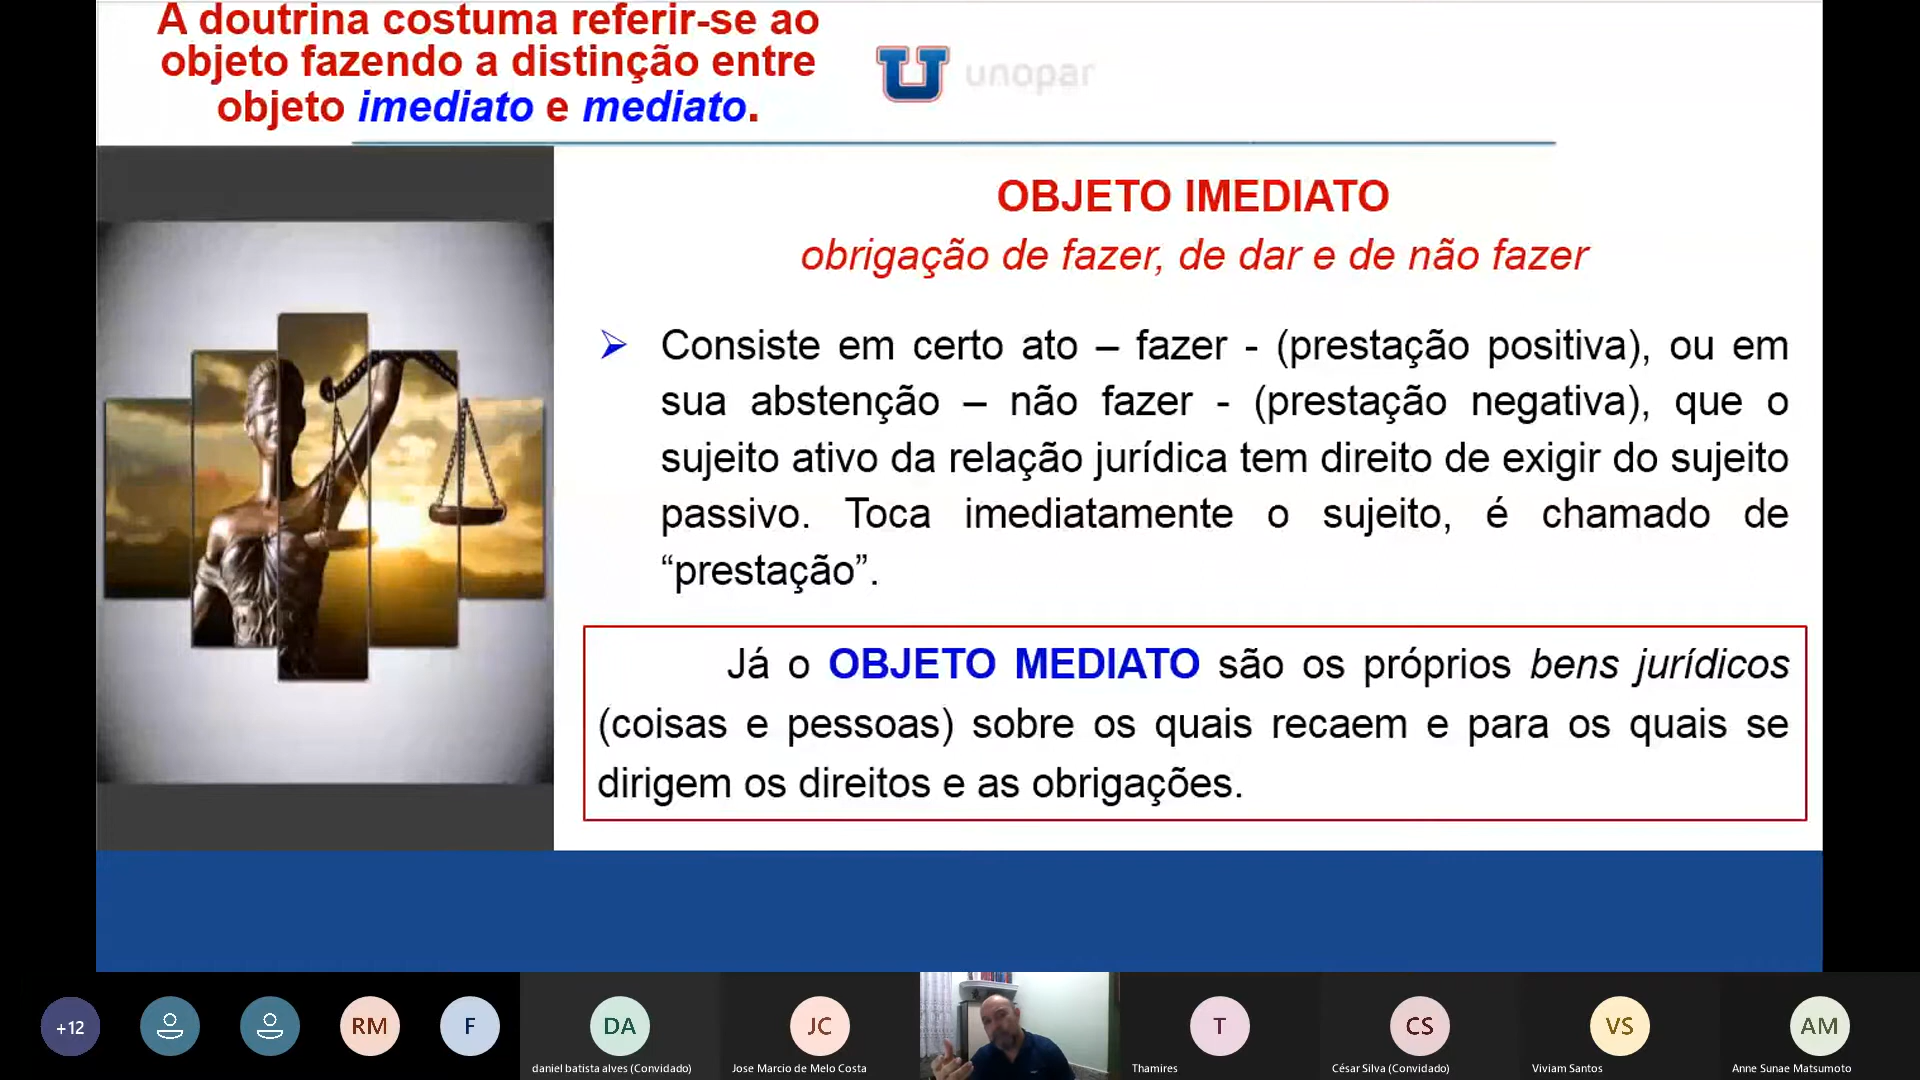 A doutrina costuma referir-se ao
objeto fazendo a distinção entre
objeto imediato e mediato.
unopar
OBJETO IMEDIATO
obrigação de fazer, de dar e de não fazer
➢ Consiste em certo ato – fazer - (prestação positiva), ou em
sua abstenção – não fazer - (prestação negativa), que o
sujeito ativo da relação jurídica tem direito de exigir do sujeito
passivo. Toca imediatamente o sujeito, é chamado de
“prestação”.
Já o OBJETO MEDIATO são os próprios bens jurídicos
(coisas e pessoas) sobre os quais recaem e para os quais se
dirigem os direitos e as obrigações.
+12
RM
F
DA
daniel batista alves (Convidado)
JC
Jose Marcio de Melo Costa
T
Thamires
CS
César Silva (Convidado)
VS
Viviam Santos
AM
Anne Sunae Matsumoto